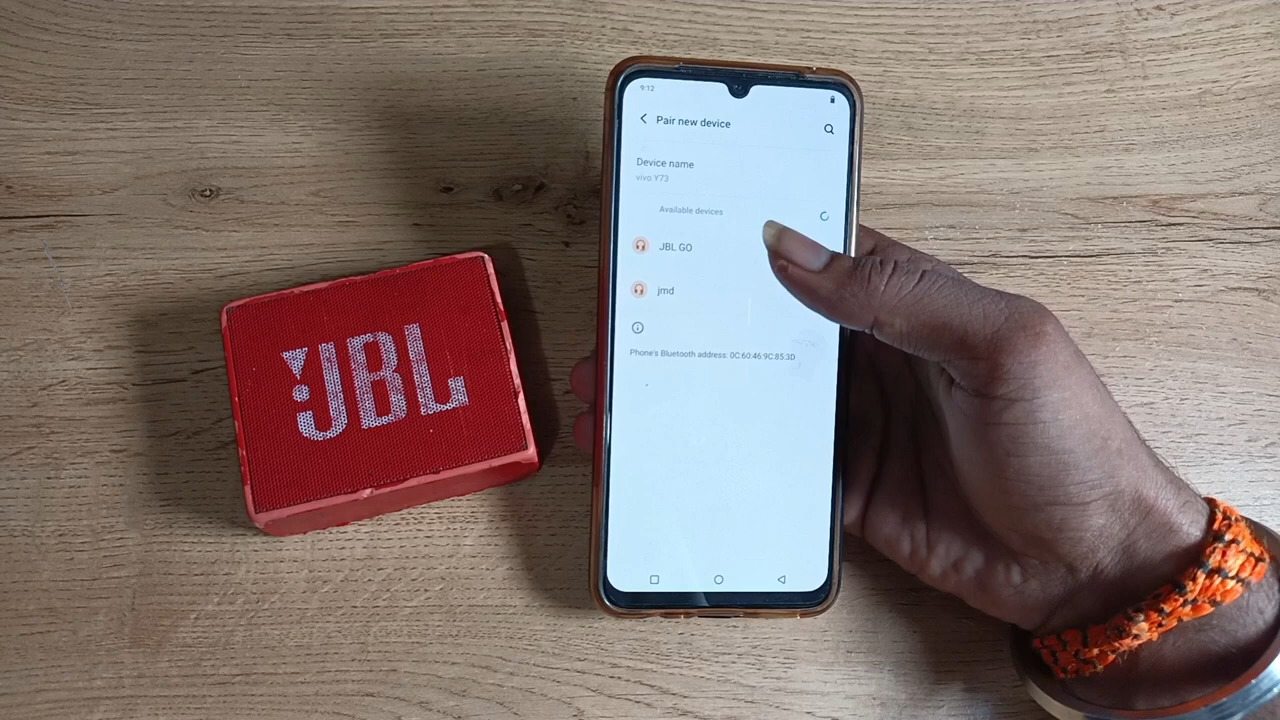 JBL
9:12
Pair new device
Device name
vivo Y73
Available devices
JBL GO
jmd
Phone's Bluetooth address: 0C:60:46:9C:85:3D